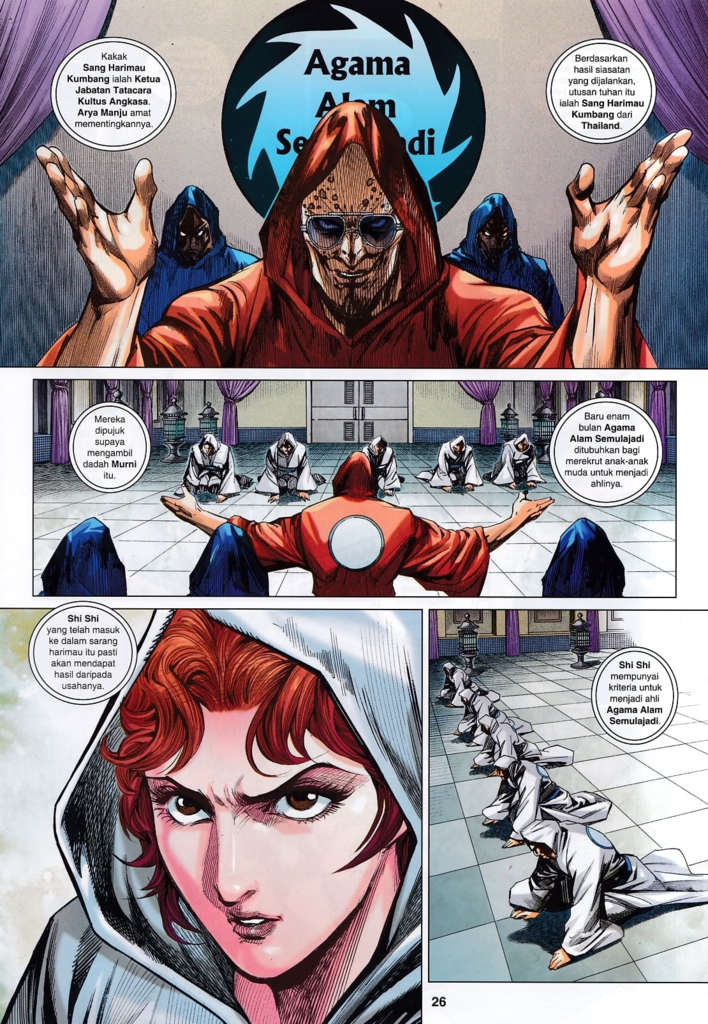 Kakak
Sang Harimau
Kumbang ialah Ketua
Jabatan Tatacara
Kultus Angkasa.
Arya Manju amat
mementingkannya.
Agama
Alam
Berdasarkan
hasil siasatan
yang dijalankan,
utusan tuhan itu
ialah Sang Harimau
Kumbang dari
Thailand.
Mereka
dipujuk
supaya
mengambil
dadah Murni
itu.
Baru enam
bulan Agama
Alam Semulajadi
ditubuhkan bagi
merekrut anak-anak
muda untuk menjadi
ahlinya.
Shi Shi
yang telah masuk
ke dalam sarang
harimau itu pasti
akan mendapat
hasil daripada
usahanya.
Shi Shi
mempunyai
kriteria untuk
menjadi ahli
Agama Alam
Semulajadi.
26